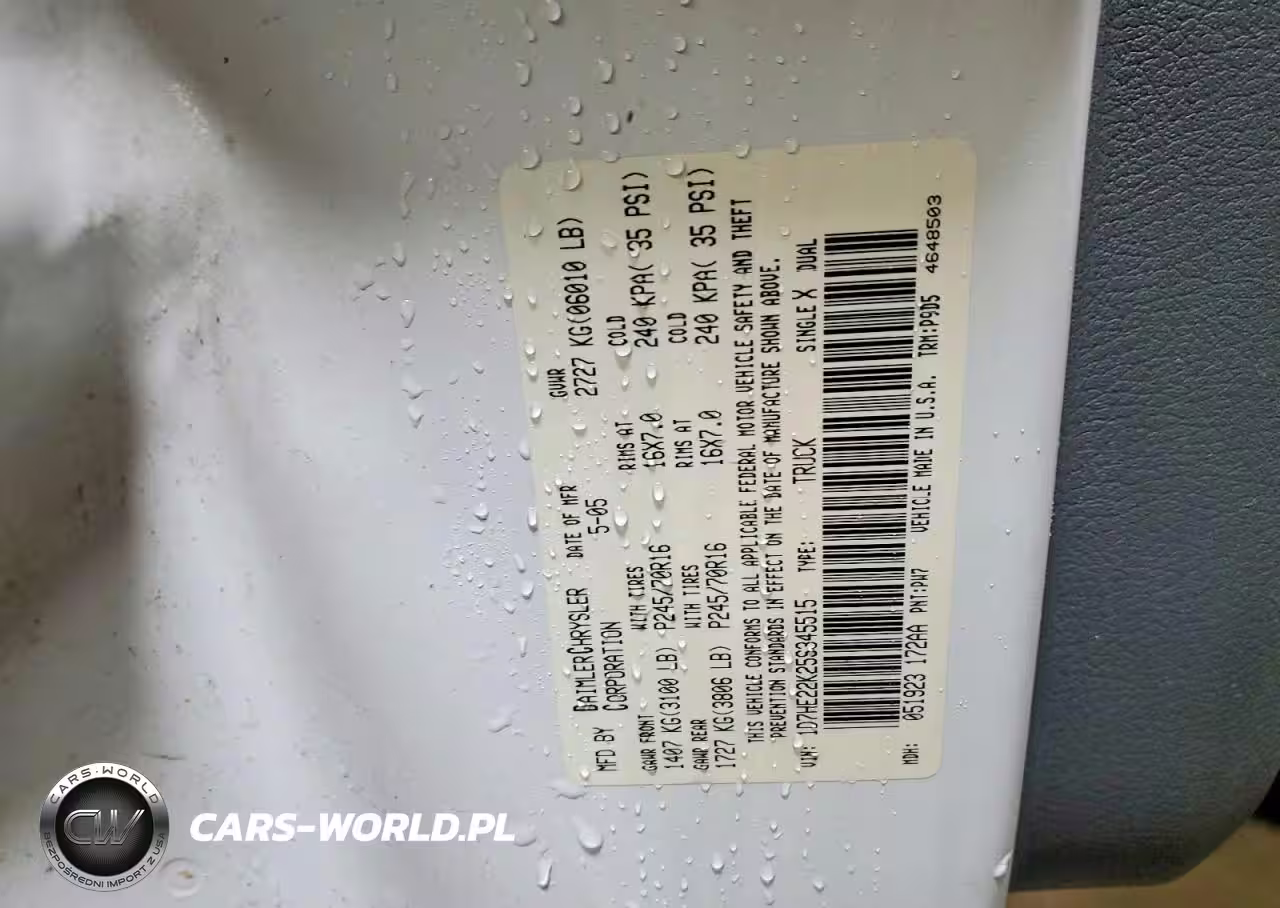 MFD BY DAIMLERCHRYSLER CORPORATION
DATE OF MFR 5-05
GVWR 2727 KG(06010 LB)
GAWR FRONT WITH TIRES RIMS AT COLD
1407 KG(3100 LB) P245/70R16 16X7.0 240 KPA( 35 PSI)
GAWR REAR WITH TIRES RIMS AT COLD
1727 KG(3806 LB) P245/70R16 16X7.0 240 KPA( 35 PSI)
THIS VEHICLE CONFORMS TO ALL APPLICABLE FEDERAL MOTOR VEHICLE SAFETY AND THEFT
PREVENTION STANDARDS IN EFFECT ON THE DATE OF MANUFACTURE SHOWN ABOVE.
VIN: 1D7HE22K25S345515 TYPE: TRUCK SINGLE X DUAL
MDH: 051923 172AA PNT:PW7 VEHICLE MADE IN U.S.A. TRM:P9D5 4648503
CARS-WORLD
CW
BEZPOŚREDNI IMPORT Z USA
CARS-WORLD.PL